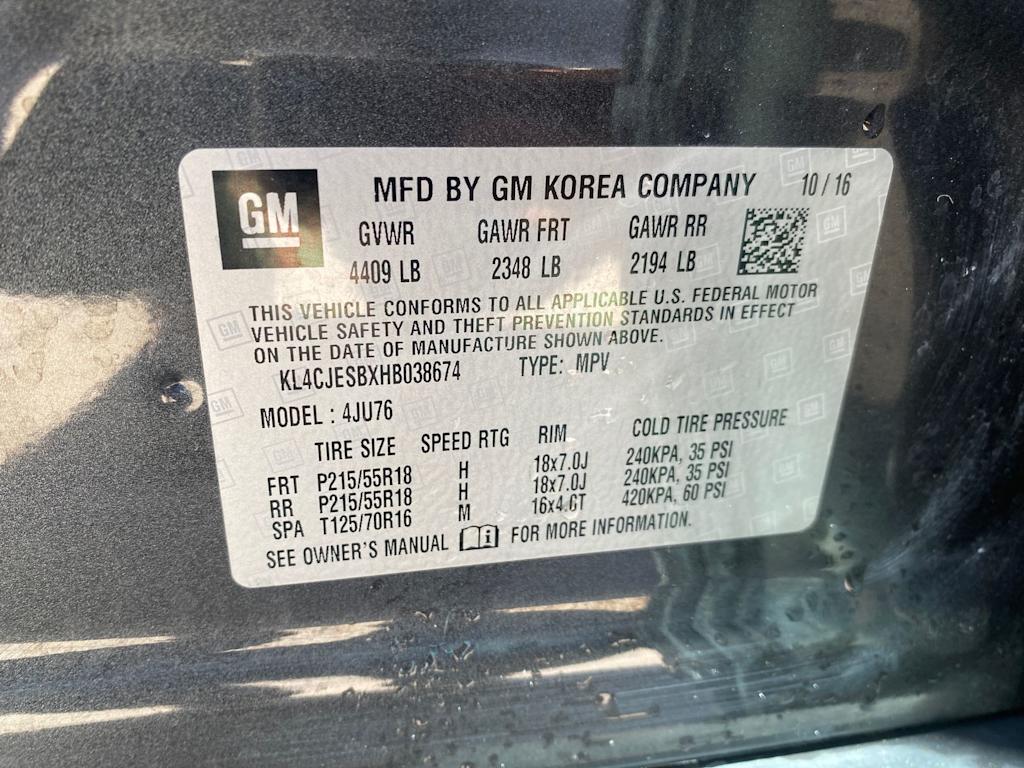 GM
MFD BY GM KOREA COMPANY 10/16
GVWR GAWR FRT GAWR RR
4409 LB 2348 LB 2194 LB
THIS VEHICLE CONFORMS TO ALL APPLICABLE U.S. FEDERAL MOTOR
VEHICLE SAFETY AND THEFT PREVENTION STANDARDS IN EFFECT
ON THE DATE OF MANUFACTURE SHOWN ABOVE.
KL4CJESBXHB038674 TYPE: MPV
MODEL : 4JU76
TIRE SIZE SPEED RTG RIM COLD TIRE PRESSURE
FRT P215/55R18 H 18x7.0J 240KPA, 35 PSI
RR P215/55R18 H 18x7.0J 240KPA, 35 PSI
SPA T125/70R16 M 16x4.CT 420KPA, 60 PSI
SEE OWNER'S MANUAL i FOR MORE INFORMATION.